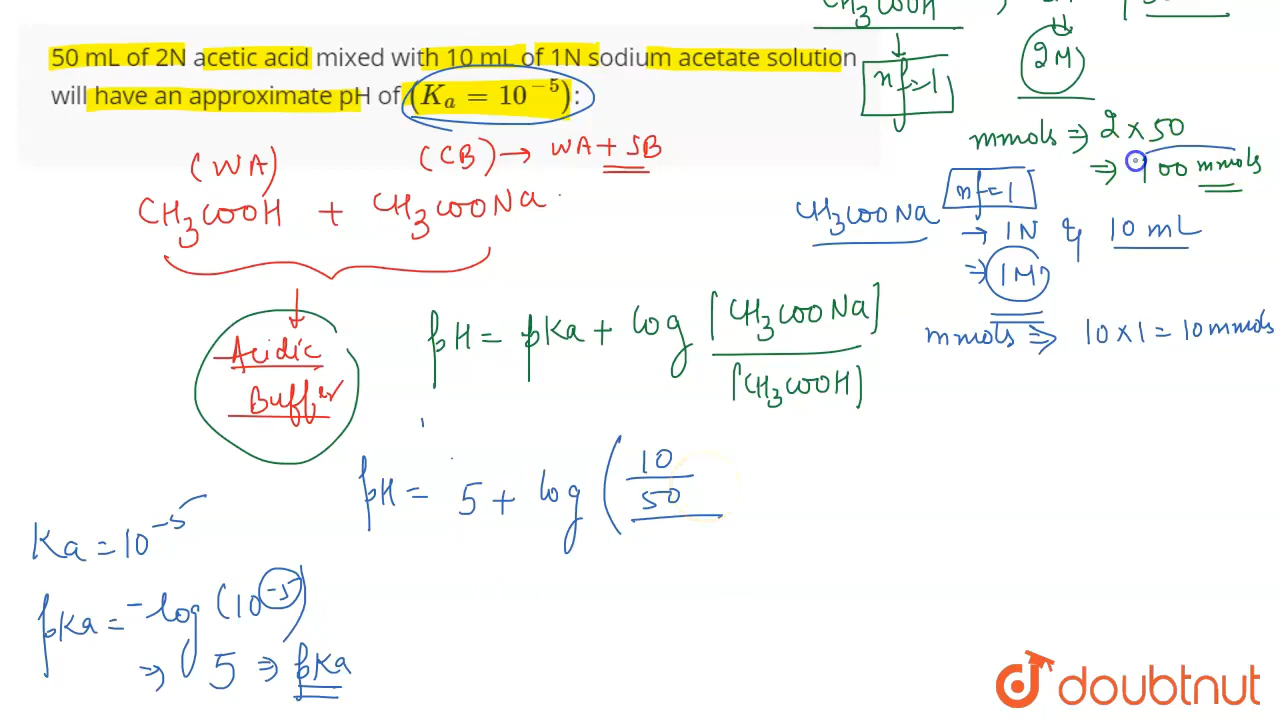 50 mL of 2N acetic acid mixed with 10 mL of 1N sodium acetate solution
will have an approximate pH of (Kₐ = 10⁻⁵):
CH₃COOH
↓
nf=1
↓
2M
mmols ⇒ 2 × 50
⇒ 100 mmols
(WA)
(CB) → WA + SB
CH₃COOH + CH₃COONa
↓
Acidic
Buffer
CH₃COONa
nf=1
→ 1N & 10 mL
⇒ 1M
mmols ⇒ 10 × 1 = 10 mmols
pH = pKa + log [CH₃COONa]
[CH₃COOH]
pH = 5 + log ( 10
50
Ka = 10⁻⁵
pKa = -log (10⁻⁵)
⇒ 5 ⇒ pKa
doubtnut